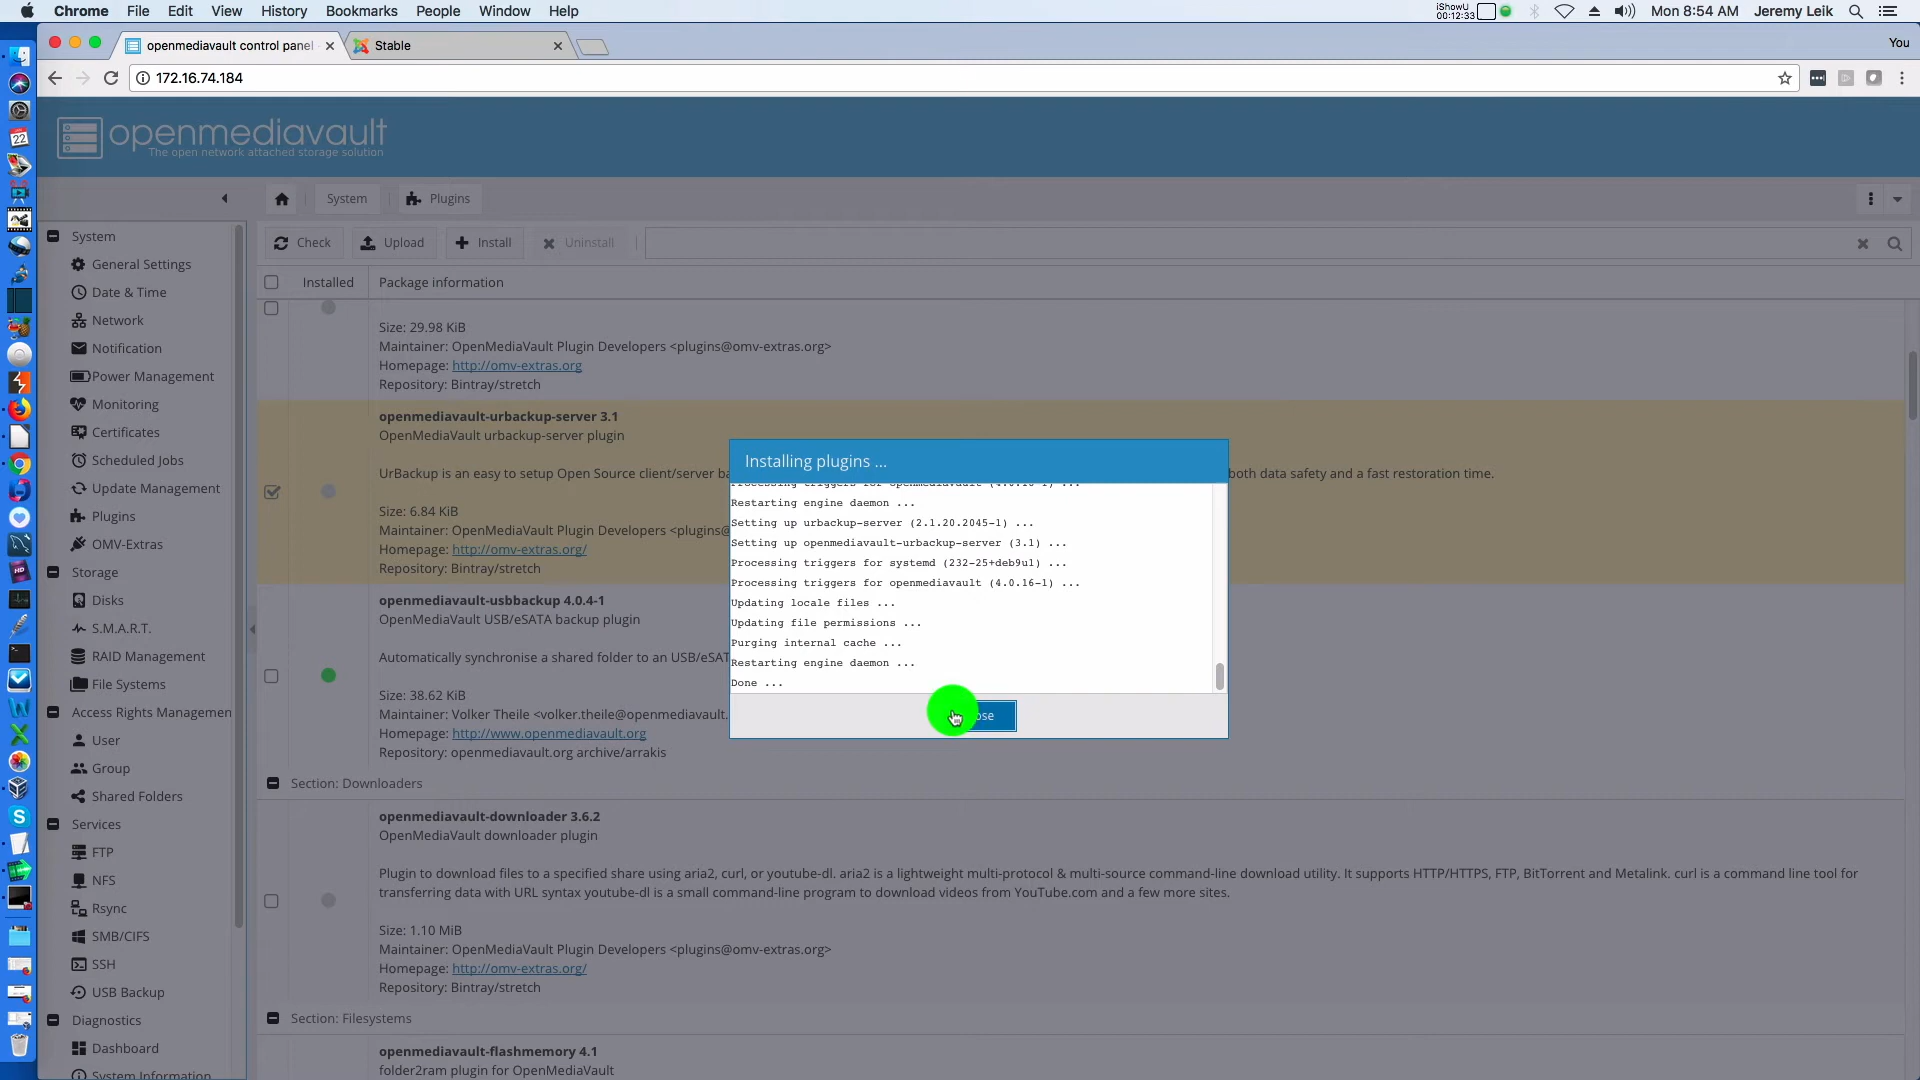 Chrome File Edit View History Bookmarks People Window Help
iShowU
00:12:33
Mon 8:54 AM Jeremy Leik
openmediavault control panel
Stable
You
172.16.74.184
openmediavault
The open network attached storage solution
System
Plugins
Check
Upload
Install
Uninstall
Installed
Package information
System
General Settings
Date & Time
Network
Notification
Power Management
Monitoring
Certificates
Scheduled Jobs
Update Management
Plugins
OMV-Extras
Storage
Disks
S.M.A.R.T.
RAID Management
File Systems
Access Rights Managemen
User
Group
Shared Folders
Services
FTP
NFS
Rsync
SMB/CIFS
SSH
USB Backup
Diagnostics
Dashboard
System Information
Size: 29.98 KiB
Maintainer: OpenMediaVault Plugin Developers <plugins@omv-extras.org>
Homepage: http://omv-extras.org
Repository: Bintray/stretch
openmediavault-urbackup-server 3.1
OpenMediaVault urbackup-server plugin
UrBackup is an easy to setup Open Source client/server ba
both data safety and a fast restoration time.
Size: 6.84 KiB
Maintainer: OpenMediaVault Plugin Developers <plugins@
Homepage: http://omv-extras.org/
Repository: Bintray/stretch
openmediavault-usbbackup 4.0.4-1
OpenMediaVault USB/eSATA backup plugin
Automatically synchronise a shared folder to an USB/eSAT
Size: 38.62 KiB
Maintainer: Volker Theile <volker.theile@openmediavault.
Homepage: http://www.openmediavault.org
Repository: openmediavault.org archive/arrakis
Section: Downloaders
openmediavault-downloader 3.6.2
OpenMediaVault downloader plugin
Plugin to download files to a specified share using aria2, curl, or youtube-dl. aria2 is a lightweight multi-protocol & multi-source command-line download utility. It supports HTTP/HTTPS, FTP, BitTorrent and Metalink. curl is a command line tool for
transferring data with URL syntax youtube-dl is a small command-line program to download videos from YouTube.com and a few more sites.
Size: 1.10 MiB
Maintainer: OpenMediaVault Plugin Developers <plugins@omv-extras.org>
Homepage: http://omv-extras.org/
Repository: Bintray/stretch
Section: Filesystems
openmediavault-flashmemory 4.1
folder2ram plugin for OpenMediaVault
Installing plugins ...
Processing triggers for openmediavault (4.0.16-1) ...
Restarting engine daemon ...
Setting up urbackup-server (2.1.20.2045-1) ...
Setting up openmediavault-urbackup-server (3.1) ...
Processing triggers for systemd (232-25+deb9u1) ...
Processing triggers for openmediavault (4.0.16-1) ...
Updating locale files ...
Updating file permissions ...
Purging internal cache ...
Restarting engine daemon ...
Done ...
ose